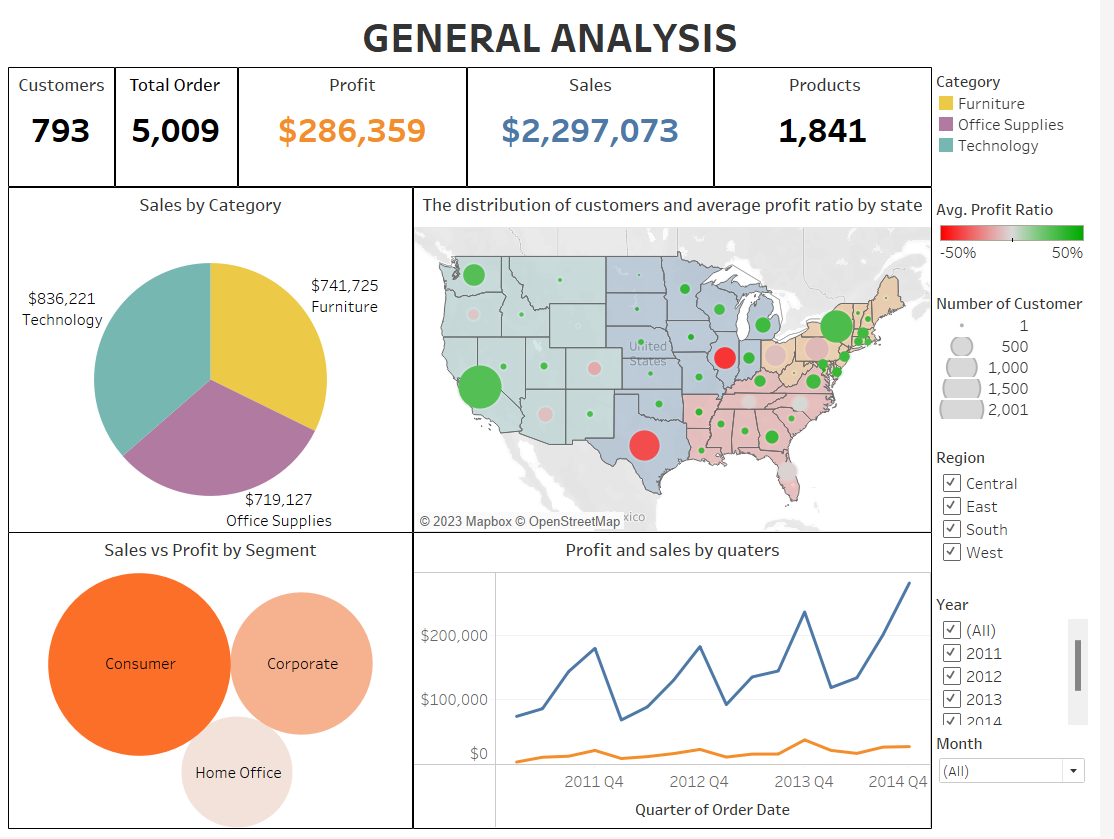 GENERAL ANALYSIS
Customers
793
Total Order
5,009
Profit
$286,359
Sales
$2,297,073
Products
1,841
Category
Furniture
Office Supplies
Technology
Avg. Profit Ratio
-50%
50%
Number of Customer
1
500
1,000
1,500
2,001
Region
Central
East
South
West
Year
(All)
2011
2012
2013
2014
Month
(All)
Sales by Category
$741,725
Furniture
$836,221
Technology
$719,127
Office Supplies
The distribution of customers and average profit ratio by state
United
States
xico
© 2023 Mapbox © OpenStreetMap
Sales vs Profit by Segment
Consumer
Corporate
Home Office
Profit and sales by quaters
$200,000
$100,000
$0
2011 Q4
2012 Q4
2013 Q4
2014 Q4
Quarter of Order Date